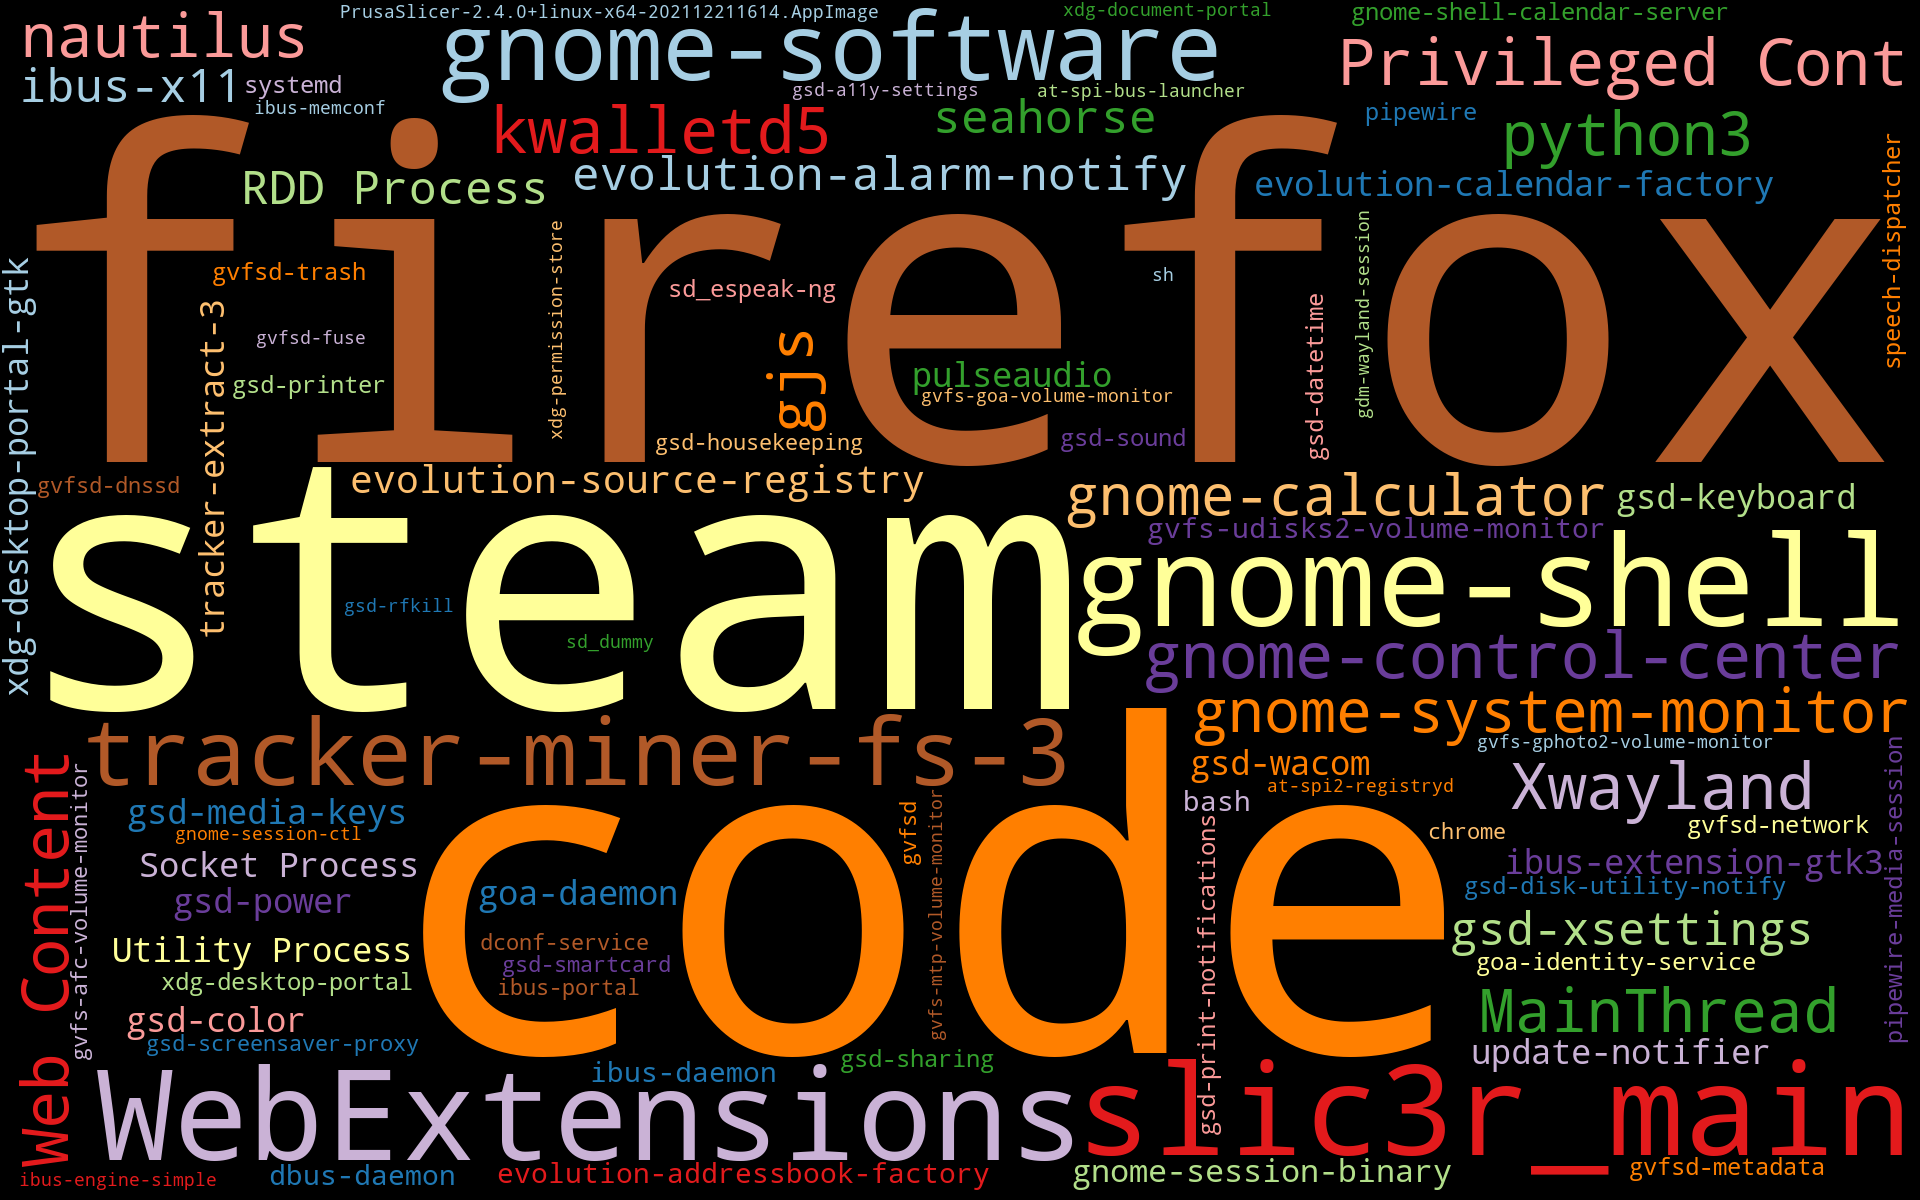 PrusaSlicer-2.4.0+linux-x64-202112211614.AppImage
xdg-document-portal
gnome-shell-calendar-server
nautilus
gnome-software
Privileged Cont
ibus-x11
systemd
gsd-a11y-settings
at-spi-bus-launcher
ibus-memconf
kwalletd5
seahorse
pipewire
python3
RDD Process
evolution-alarm-notify
evolution-calendar-factory
speech-dispatcher
firefox
gvfsd-trash
xdg-permission-store
sd_espeak-ng
sh
gsd-datetime
gdm-wayland-session
xdg-desktop-portal-gtk
tracker-extract-3
gvfsd-fuse
gjs
gsd-printer
pulseaudio
gvfs-goa-volume-monitor
gsd-housekeeping
gsd-sound
gvfsd-dnssd
evolution-source-registry
gnome-calculator
gsd-keyboard
gvfs-udisks2-volume-monitor
steam
gnome-shell
gsd-rfkill
sd_dummy
gnome-control-center
gnome-system-monitor
tracker-miner-fs-3
gvfs-gphoto2-volume-monitor
gsd-wacom
at-spi2-registryd
Xwayland
bash
Web Content
gvfs-afc-volume-monitor
gsd-media-keys
gnome-session-ctl
code
gvfsd
gvfs-mtp-volume-monitor
gsd-print-notifications
chrome
gvfsd-network
pipewire-media-session
Socket Process
ibus-extension-gtk3
gsd-power
goa-daemon
gsd-disk-utility-notify
Utility Process
dconf-service
gsd-xsettings
gsd-smartcard
goa-identity-service
xdg-desktop-portal
ibus-portal
gsd-color
MainThread
gsd-screensaver-proxy
gsd-sharing
update-notifier
ibus-daemon
WebExtensions
slic3r_main
ibus-engine-simple
dbus-daemon
evolution-addressbook-factory
gnome-session-binary
gvfsd-metadata